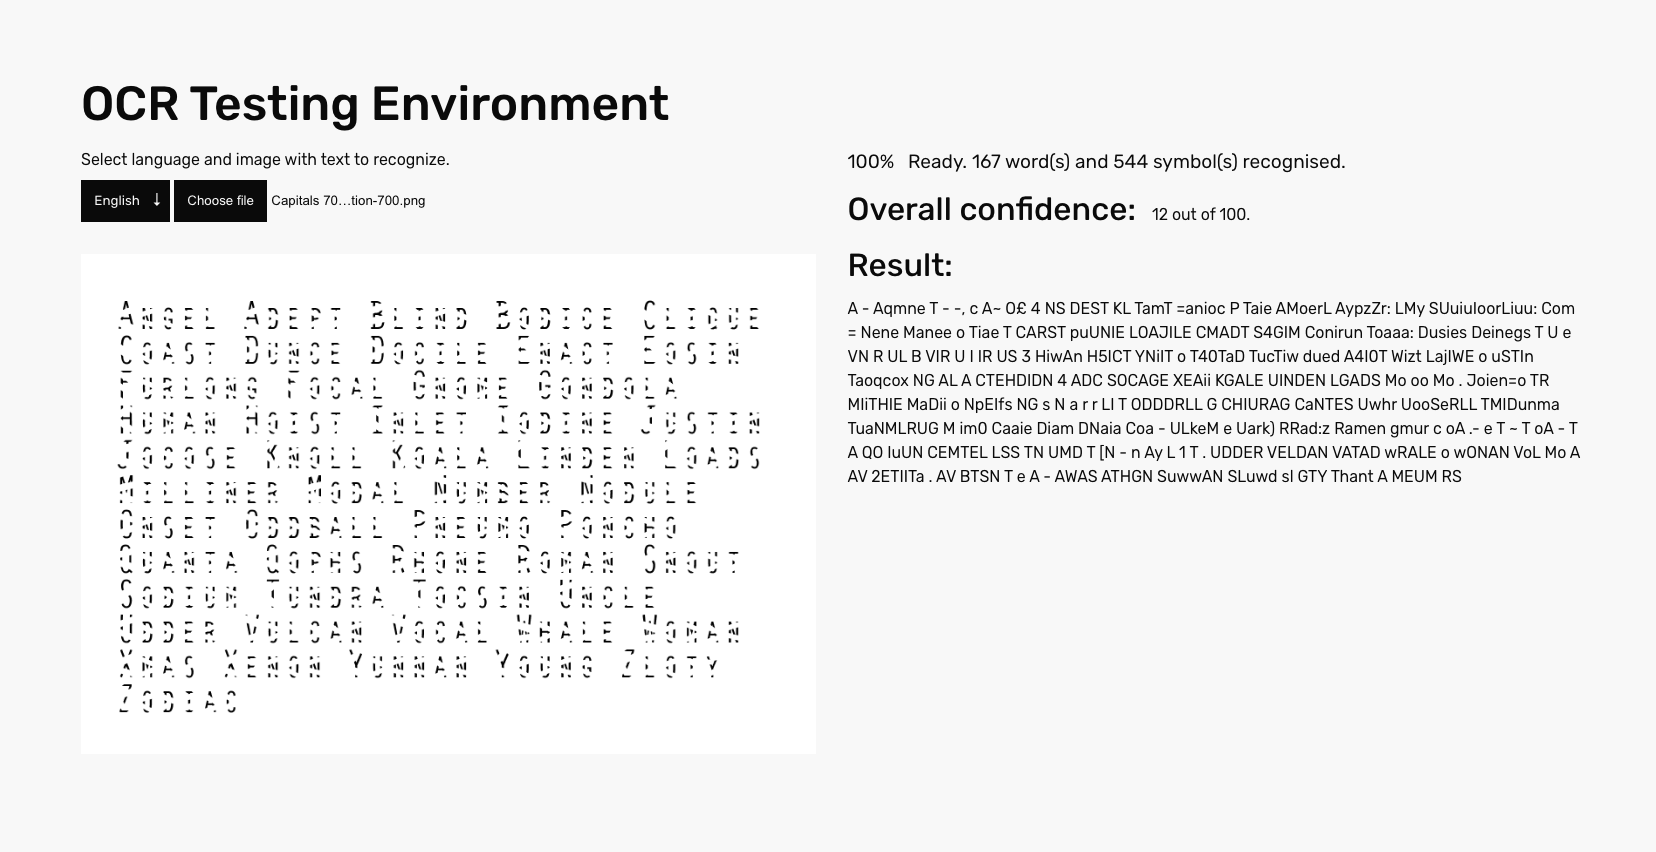 OCR Testing Environment
Select language and image with text to recognize.
English ↓ Choose file Capitals 70...tion-700.png
ANGEL ADEPT BLIND BODICE CLIQUE
COAST DUNCE DOCILE ENACT EOSIN
FURLONG FOCAL GNOME GONDOLA
HUMAN HOIST INLET IODINE JUSTIN
JOCOSE KNOLL KOALA LINDEN LOADS
MILLINER MODAL NUMBER NODULE
ONSET ODDBALL PNEUMO PONCHO
QUANTA QOPHS RHONE ROMAN SNOUT
SODIUM TUNDRA TOCSIN UNCLE
UDDER VULCAN VOCAL WHALE WOMAN
XMAS XENON YUNNAN YOUNG ZLOTY
ZODIAC
100% Ready. 167 word(s) and 544 symbol(s) recognised.
Overall confidence: 12 out of 100.
Result:
A - Aqmne T - -, c A~ O£ 4 NS DEST KL TamT =anioc P Taie AMoerL AypzZr: LMy SUuiuIoorLiuu: Com
= Nene Manee o Tiae T CARST puUNIE LOAJILE CMADT S4GIM Conirun Toaaa: Dusies Deinegs T U e
VN R UL B VIR U I IR US 3 HiwAn H5ICT YNiIT o T40TaD TucTiw dued A4IOT Wizt LajlWE o uSTIn
Taoqcox NG AL A CTEHDIDN 4 ADC SOCAGE XEAii KGALE UINDEN LGADS Mo oo Mo . Joien=o TR
MIiTHIE MaDii o NpEIfs NG s N a r r LI T ODDDRLL G CHIURAG CaNTES Uwhr UooSeRLL TMIDunma
TuaNMLRUG M im0 Caaie Diam DNaia Coa - ULkeM e Uark) RRad:z Ramen gmur c oA .- e T ~ T oA - T
A QO IuUN CEMTEL LSS TN UMD T [N - n Ay L 1 T . UDDER VELDAN VATAD wRALE o wONAN VoL Mo A
AV 2ETIITa . AV BTSN T e A - AWAS ATHGN SuwwAN SLuwd sl GTY Thant A MEUM RS